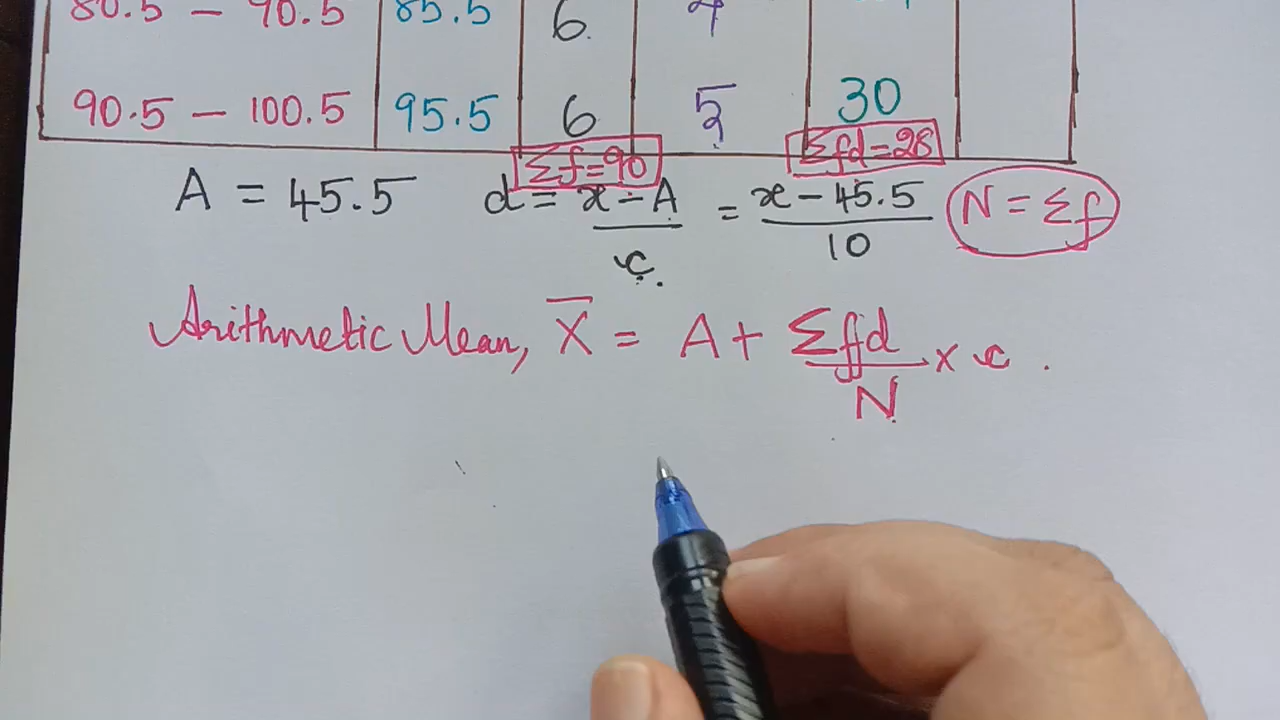 80.5 – 90.5 85.5 6 4
90.5 – 100.5 95.5 6 5 30
Σf=90 Σfd=28
A = 45.5 d = x – A / c = x – 45.5 / 10 N = Σf
Arithmetic Mean, X̅ = A + Σfd / N × c